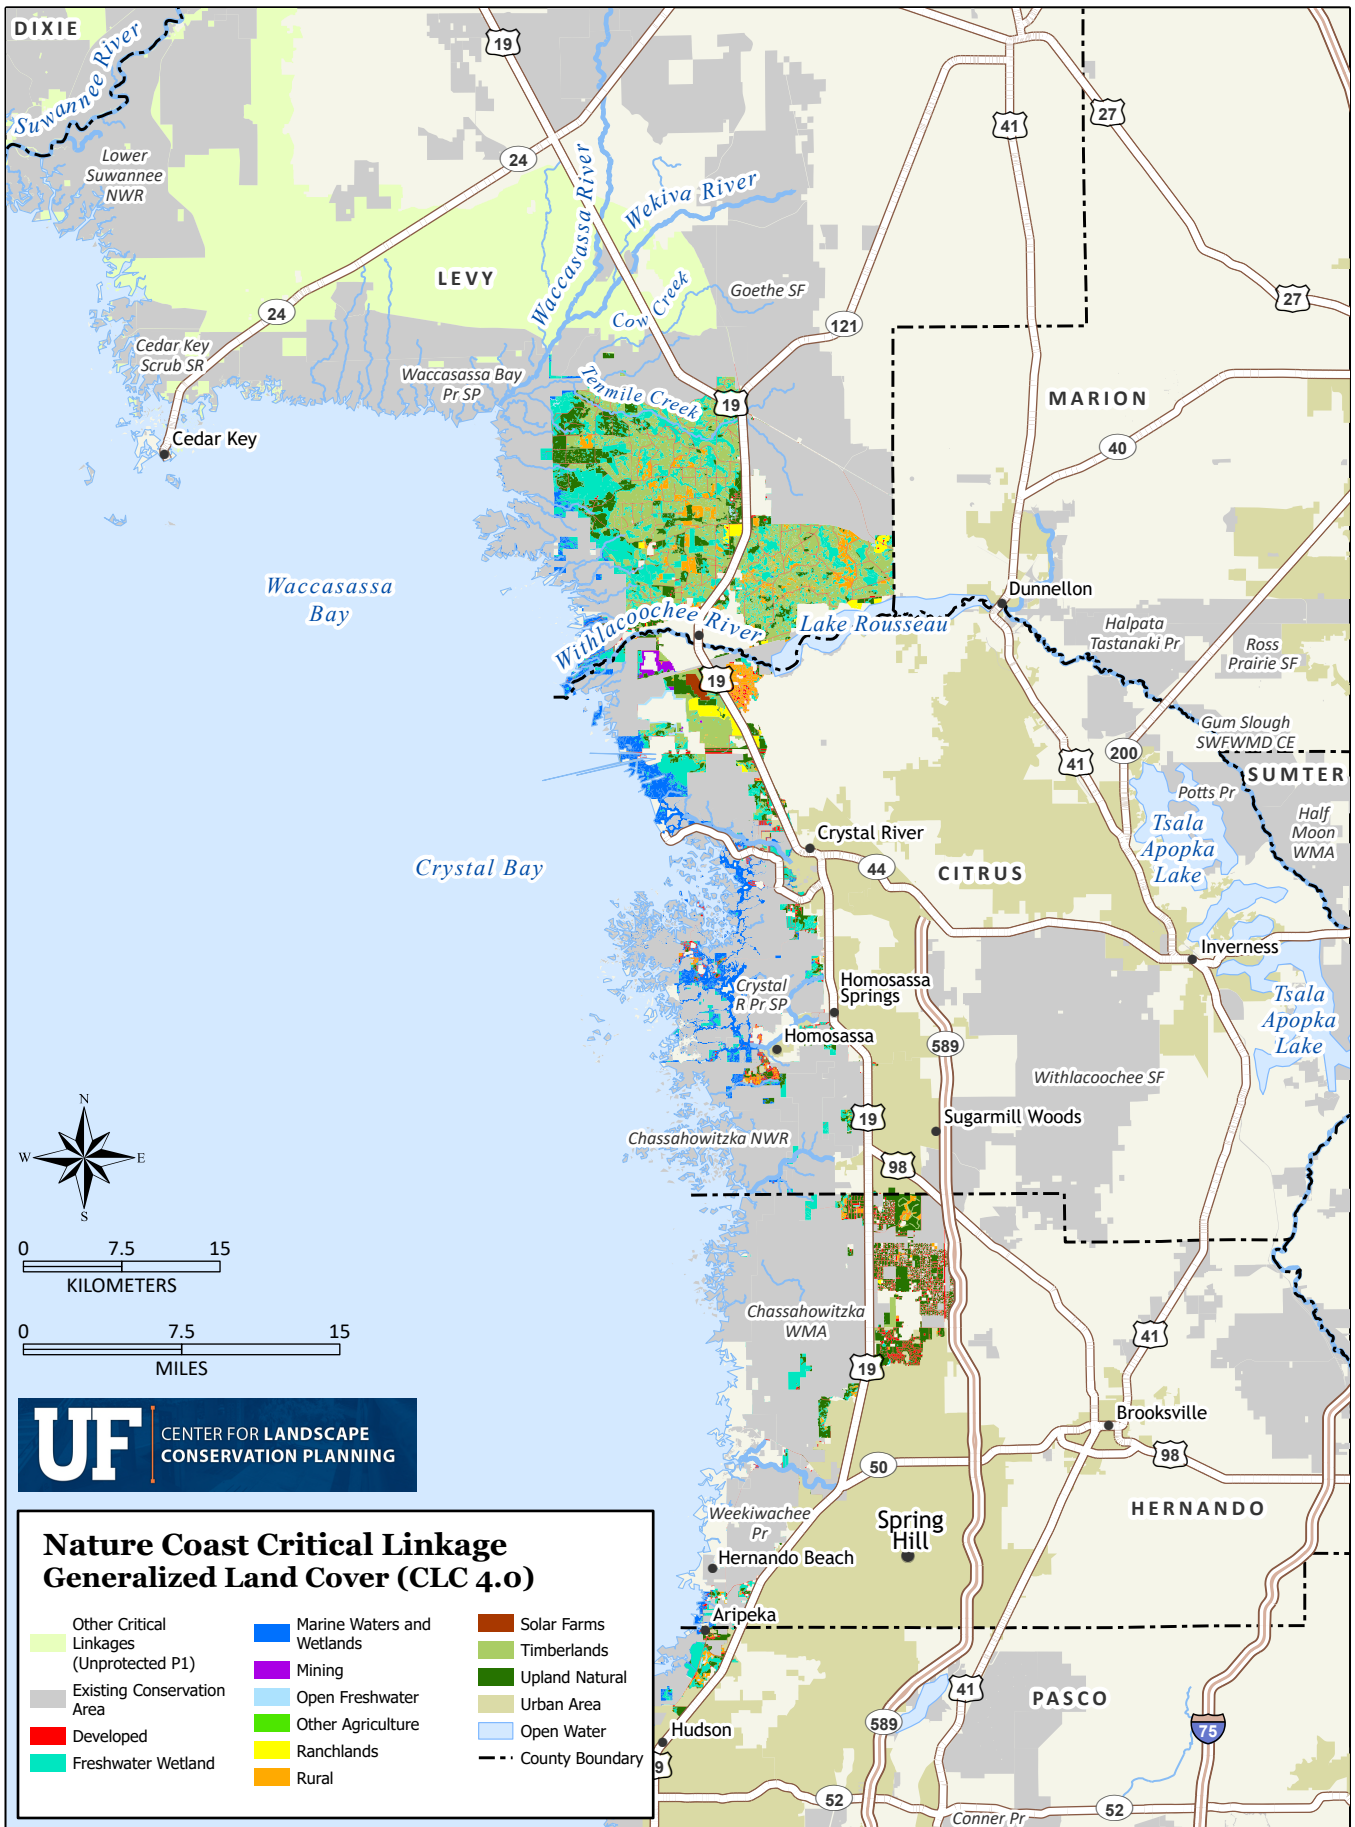 DIXIE
Suwannee River
19
41
27
24
Lower
Suwannee
NWR
Waccasassa River
Wekiva River
LEVY
Cow Creek
Goethe SF
27
24
121
Cedar Key
Scrub SR
Waccasassa Bay
Pr SP
Tenmile Creek
19
MARION
Cedar Key
40
Waccasassa
Bay
Dunnellon
Withlacoochee River
Lake Rousseau
Halpata
Tastanaki Pr
Ross
Prairie SF
19
Gum Slough
SWFWMD CE
41
200
SUMTER
Potts Pr
Half
Moon
WMA
Tsala
Apopka
Lake
Crystal River
Crystal Bay
44
CITRUS
Inverness
Homosassa
Springs
Crystal
R Pr SP
Tsala
Apopka
Lake
Homosassa
589
Withlacoochee SF
N
W
E
S
19
Sugarmill Woods
Chassahowitzka NWR
98
0 7.5 15
KILOMETERS
Chassahowitzka
WMA
0 7.5 15
MILES
41
19
UF
CENTER FOR LANDSCAPE
CONSERVATION PLANNING
Brooksville
98
50
Weekiwachee
Pr
Spring
Hill
HERNANDO
Hernando Beach
Aripeka
41
PASCO
Hudson
589
75
9
52
52
Conner Pr
Nature Coast Critical Linkage
Generalized Land Cover (CLC 4.0)
Other Critical
Linkages
(Unprotected P1)
Existing Conservation
Area
Developed
Freshwater Wetland
Marine Waters and
Wetlands
Mining
Open Freshwater
Other Agriculture
Ranchlands
Rural
Solar Farms
Timberlands
Upland Natural
Urban Area
Open Water
County Boundary